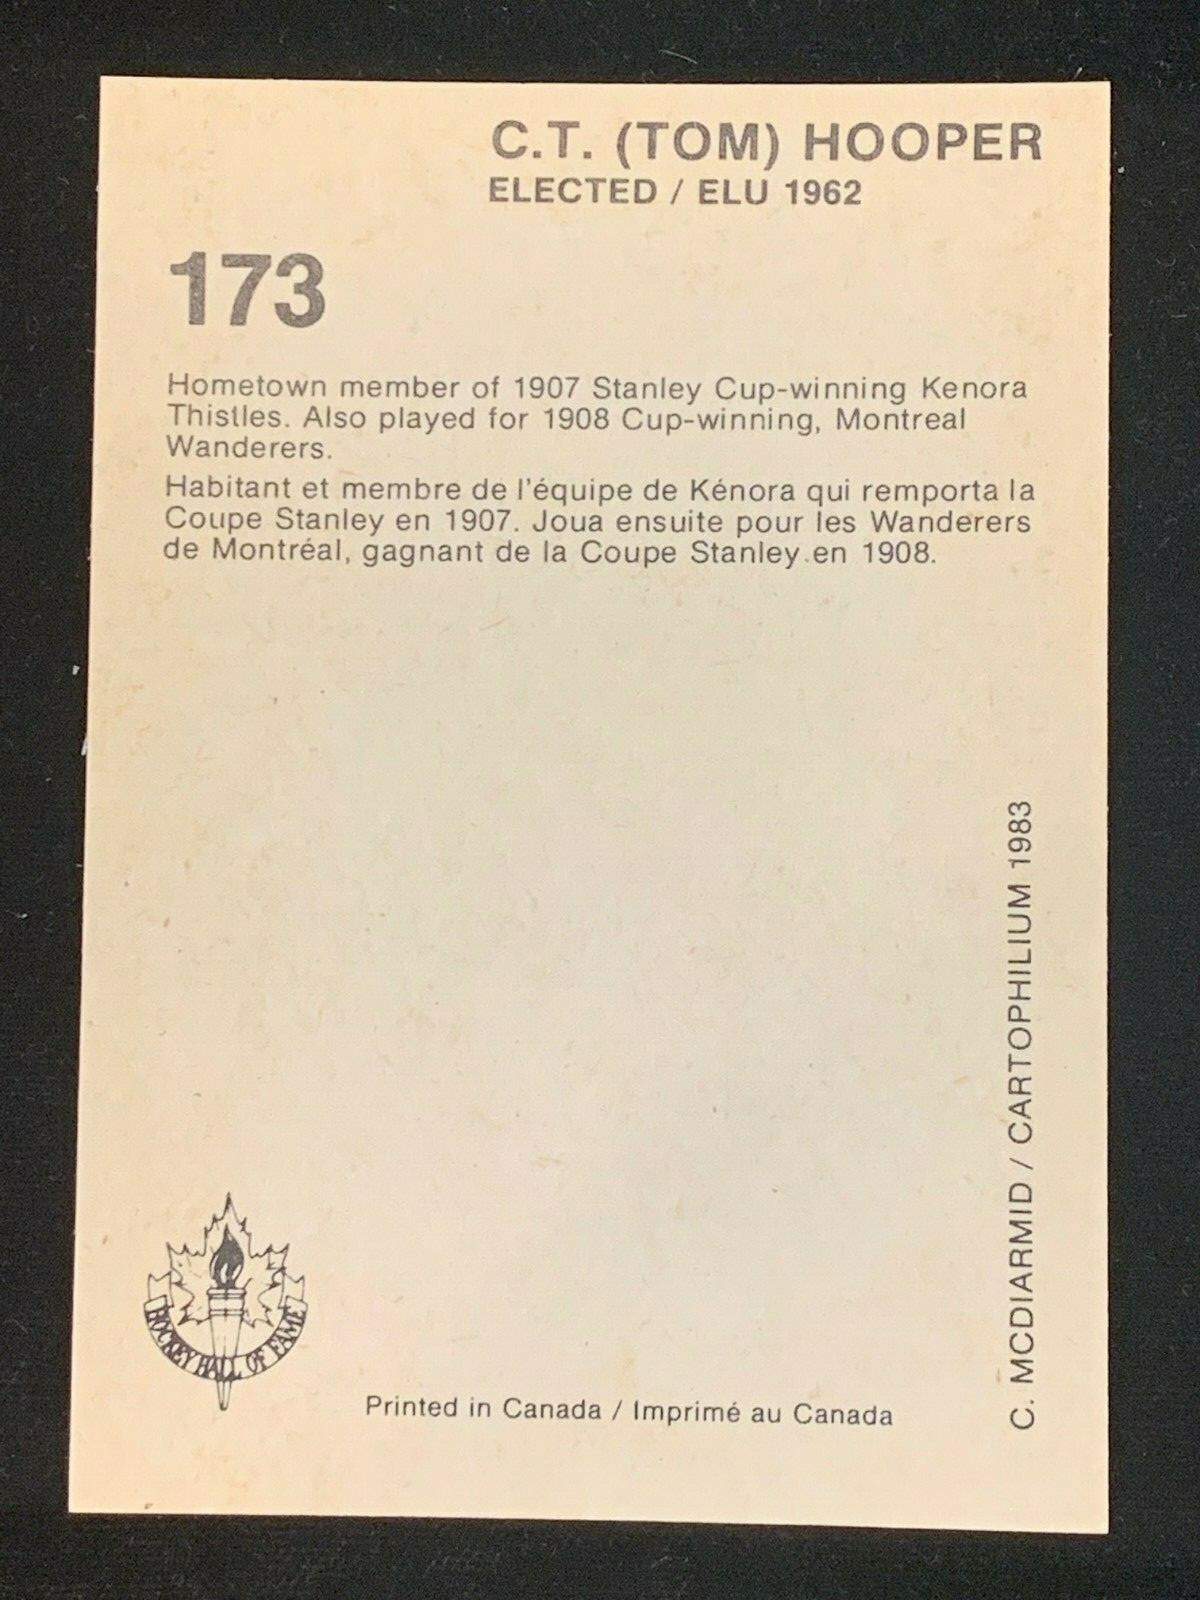 C.T. (TOM) HOOPER
ELECTED / ELU 1962
173
Hometown member of 1907 Stanley Cup-winning Kenora
Thistles. Also played for 1908 Cup-winning, Montreal
Wanderers.
Habitant et membre de l'équipe de Kénora qui remporta la
Coupe Stanley en 1907. Joua ensuite pour les Wanderers
de Montréal, gagnant de la Coupe Stanley.en 1908.
C. MCDIARMID / CARTOPHILIUM 1983
HOCKEY HALL OF FAME
Printed in Canada / Imprimé au Canada